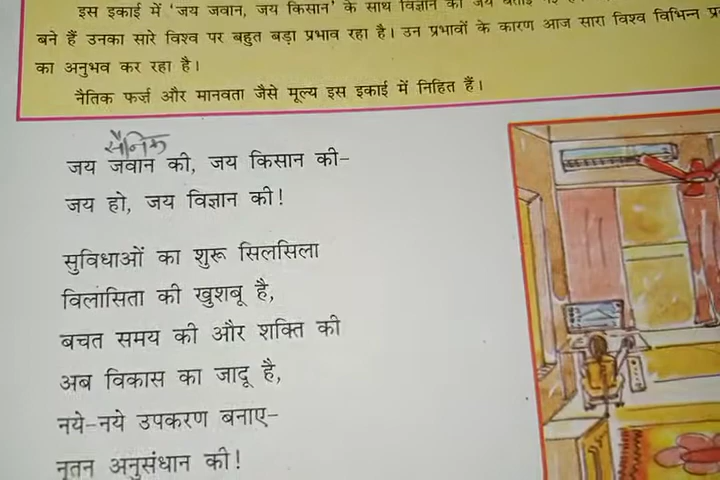 इस इकाई में 'जय जवान, जय किसान' के साथ विज्ञान की जय
बने हैं उनका सारे विश्व पर बहुत बड़ा प्रभाव रहा है। उन प्रभावों के कारण आज सारा विश्व विभिन्न
का अनुभव कर रहा है।
नैतिक फर्ज़ और मानवता जैसे मूल्य इस इकाई में निहित हैं।
सैनिक
जय जवान की, जय किसान की–
जय हो, जय विज्ञान की!
सुविधाओं का शुरू सिलसिला
विलासिता की खुशबू है,
बचत समय की और शक्ति की
अब विकास का जादू है,
नये-नये उपकरण बनाए–
नूतन अनुसंधान की!